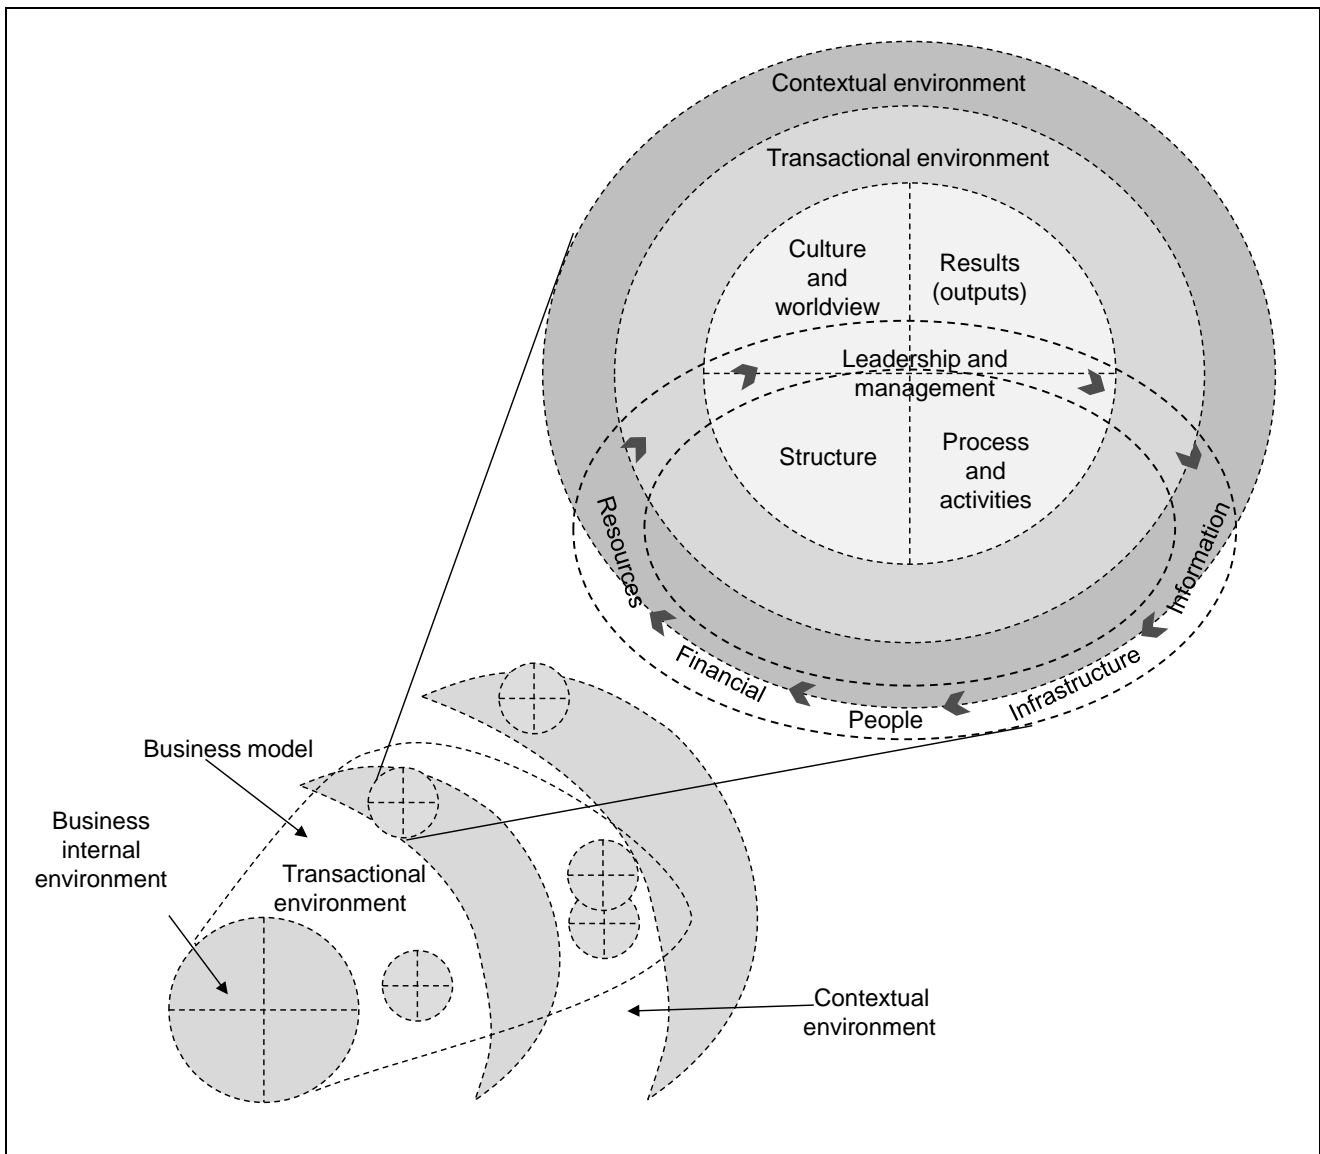 Contextual environment
Transactional environment
Culture
and
worldview
Results
(outputs)
Leadership and
management
Structure
Process
and
activities
Resources
Information
Financial
Infrastructure
People
Business model
Business
internal
environment
Transactional
environment
Contextual
environment